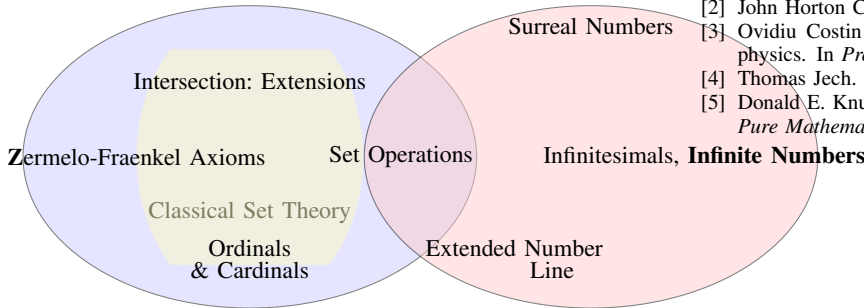 [2] John Horton C
[3] Ovidiu Costin
physics. In Pro
[4] Thomas Jech.
[5] Donald E. Knu
Pure Mathema
Surreal Numbers
Intersection: Extensions
Zermelo-Fraenkel Axioms
Set Operations
Infinitesimals, Infinite Numbers
Classical Set Theory
Ordinals
& Cardinals
Extended Number
Line